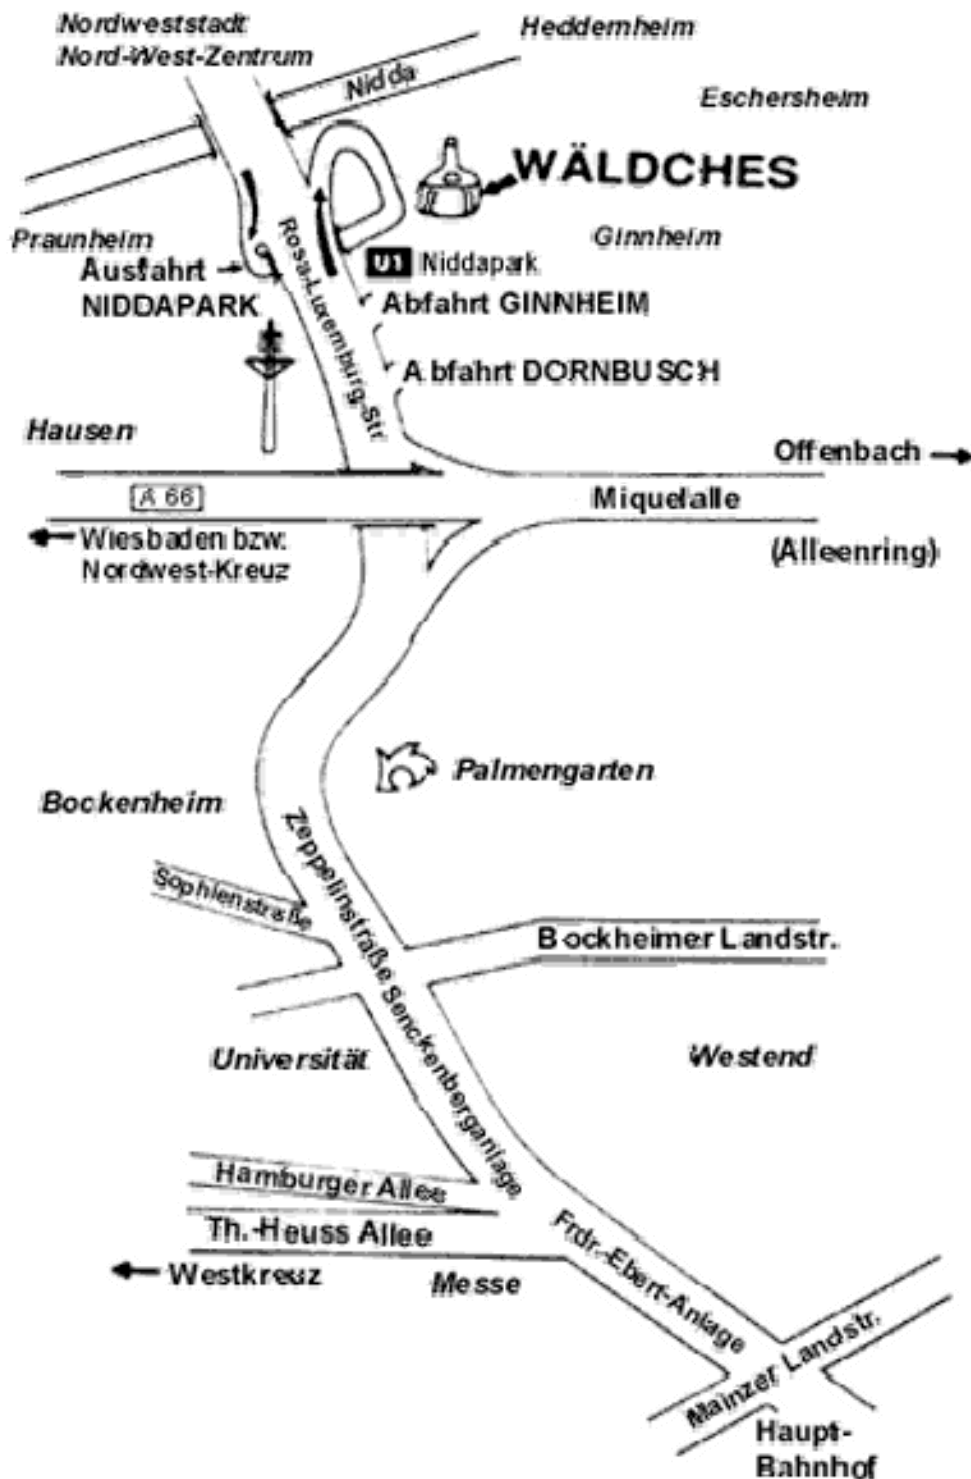 Nordweststadt
Nord-West-Zentrum
Heddernheim
Nidda
Eschersheim
WÄLDCHES
Praunheim
Ginnheim
Ausfahrt
NIDDAPARK
U1 Niddapark
Rosa-Luxemburg-Str.
Abfahrt GINNHEIM
Abfahrt DORNBUSCH
Hausen
Offenbach
A 66
Miquelalle
Wiesbaden bzw.
Nordwest-Kreuz
(Alleenring)
Palmengarten
Bockenheim
Zeppelinstraße
Sophienstraße
Bockheimer Landstr.
Senckenberganlage
Universität
Westend
Hamburger Allee
Th.-Heuss Allee
Frdr.-Ebert-Anlage
Westkreuz
Messe
Mainzer Landstr.
Haupt-
Bahnhof